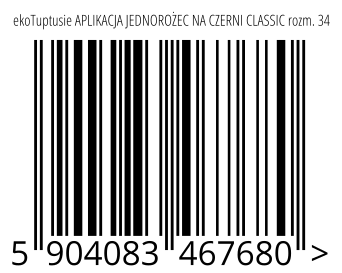 ekoTuptusie APLIKACJA JEDNOROŻEC NA CZERNI CLASSIC rozm. 34
5 904083 467680 >